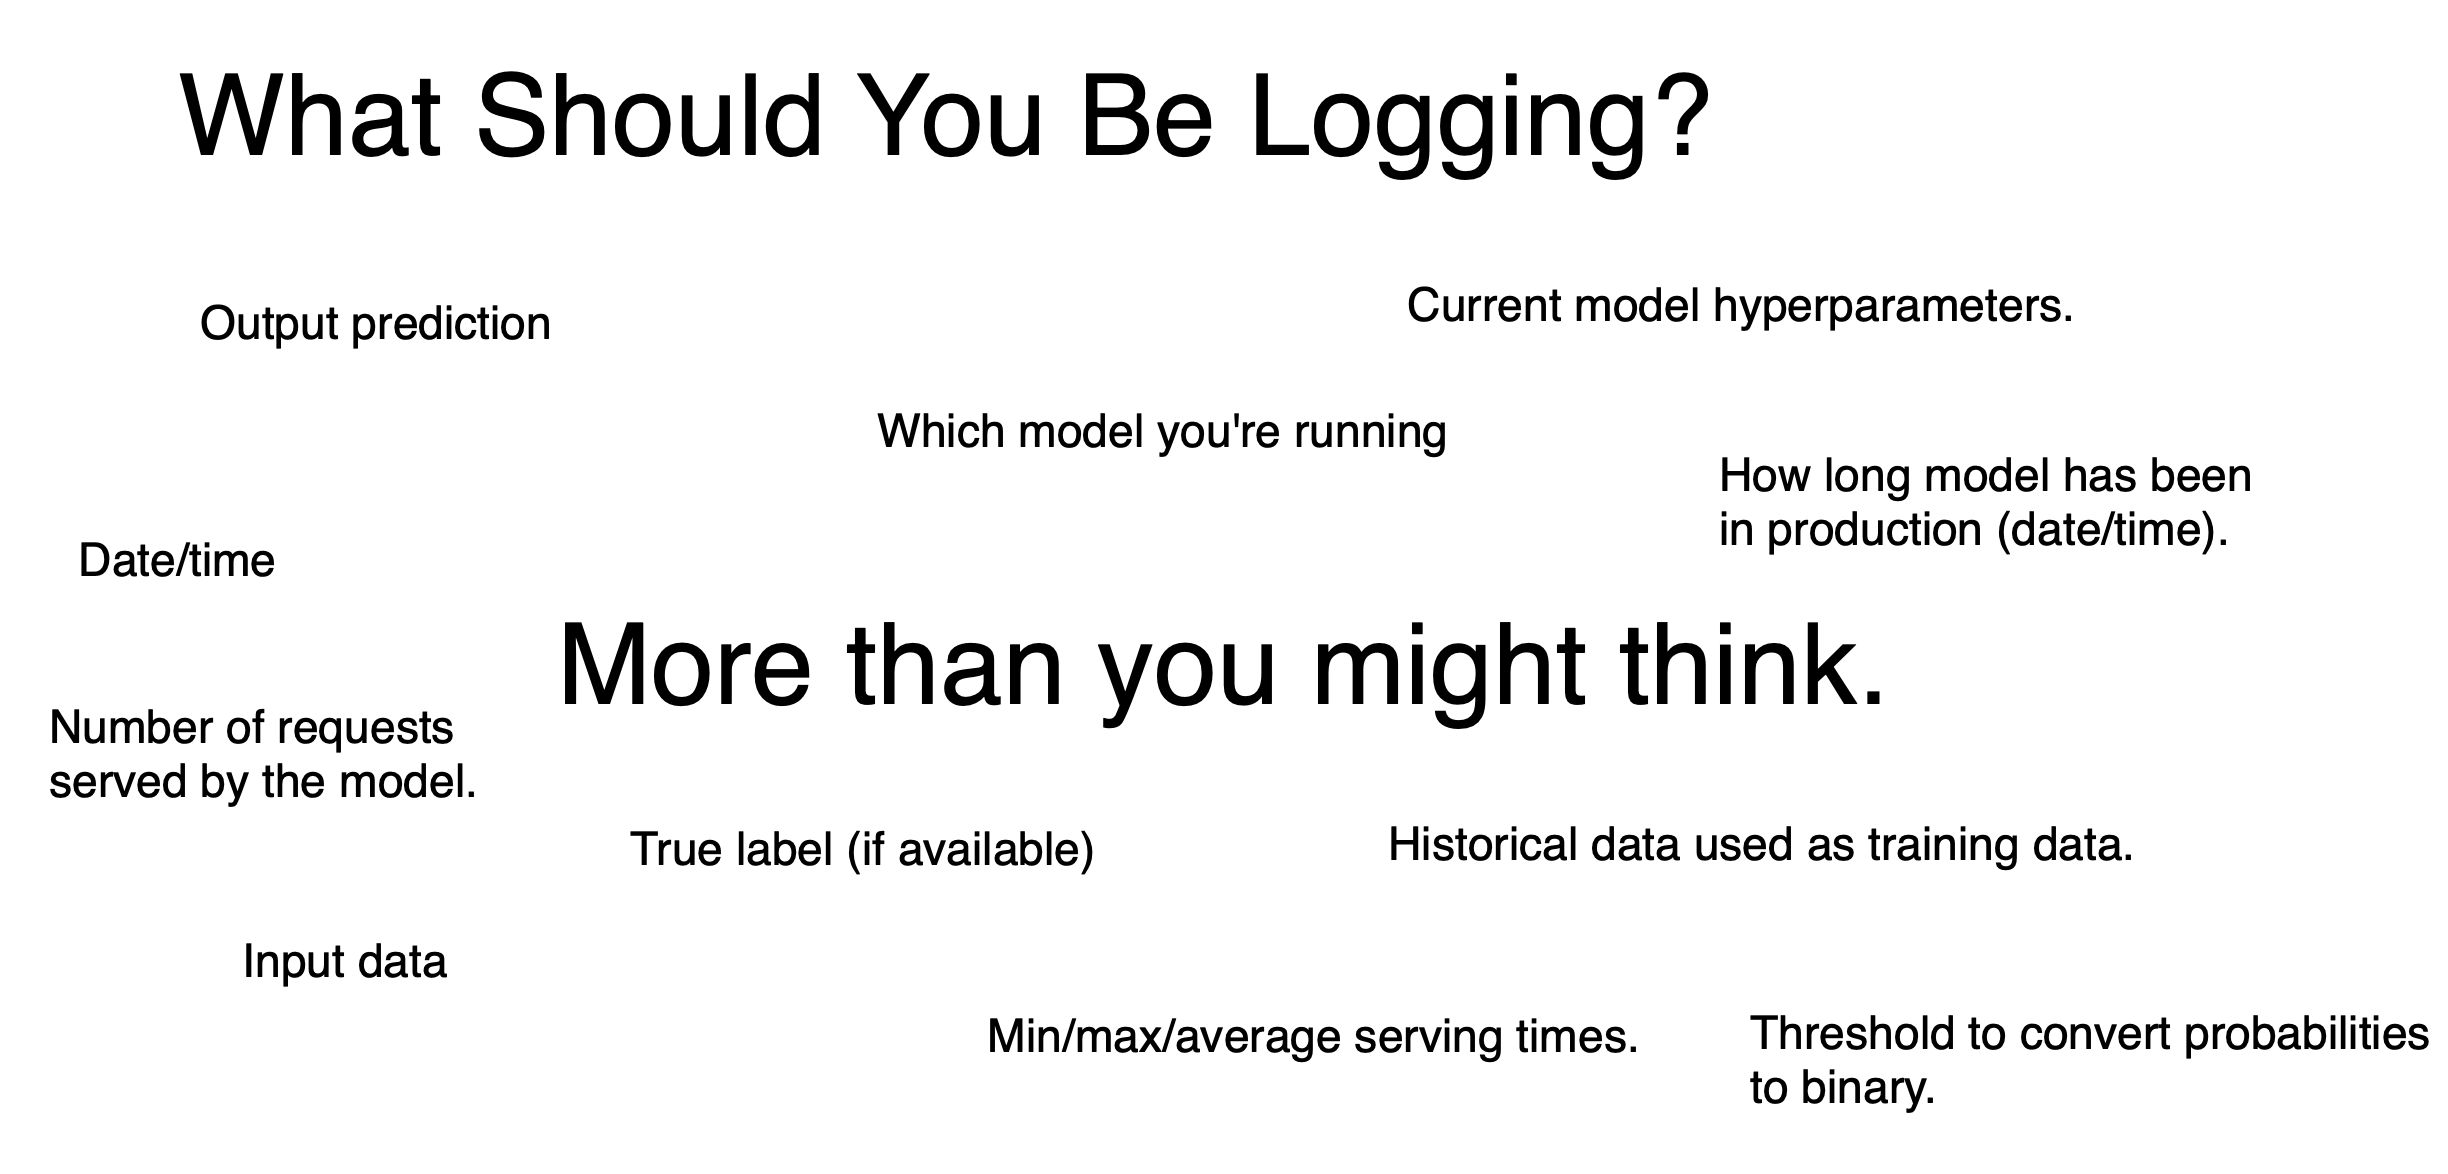 What Should You Be Logging?
Output prediction
Current model hyperparameters.
Which model you're running
How long model has been
in production (date/time).
Date/time
More than you might think.
Number of requests
served by the model.
True label (if available)
Historical data used as training data.
Input data
Min/max/average serving times.
Threshold to convert probabilities
to binary.